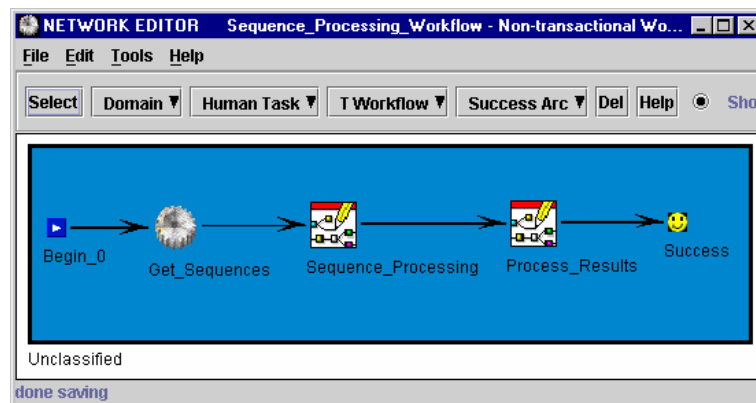 NETWORK EDITOR Sequence_Processing_Workflow - Non-transactional Wo...
File Edit Tools Help
Select Domain Human Task T Workflow Success Arc Del Help Sho
Begin_0 Get_Sequences Sequence_Processing Process_Results Success
Unclassified
done saving